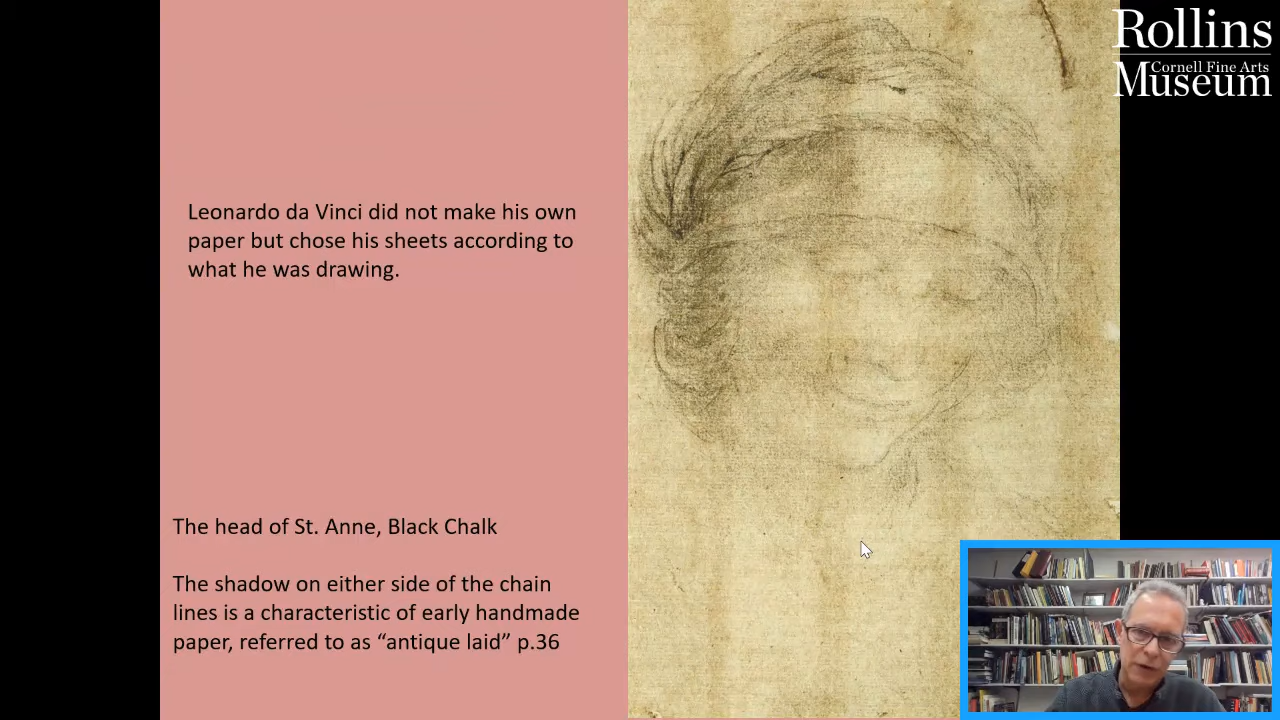 Rollins
Cornell Fine Arts
Museum
Leonardo da Vinci did not make his own
paper but chose his sheets according to
what he was drawing.
The head of St. Anne, Black Chalk
The shadow on either side of the chain
lines is a characteristic of early handmade
paper, referred to as “antique laid” p.36